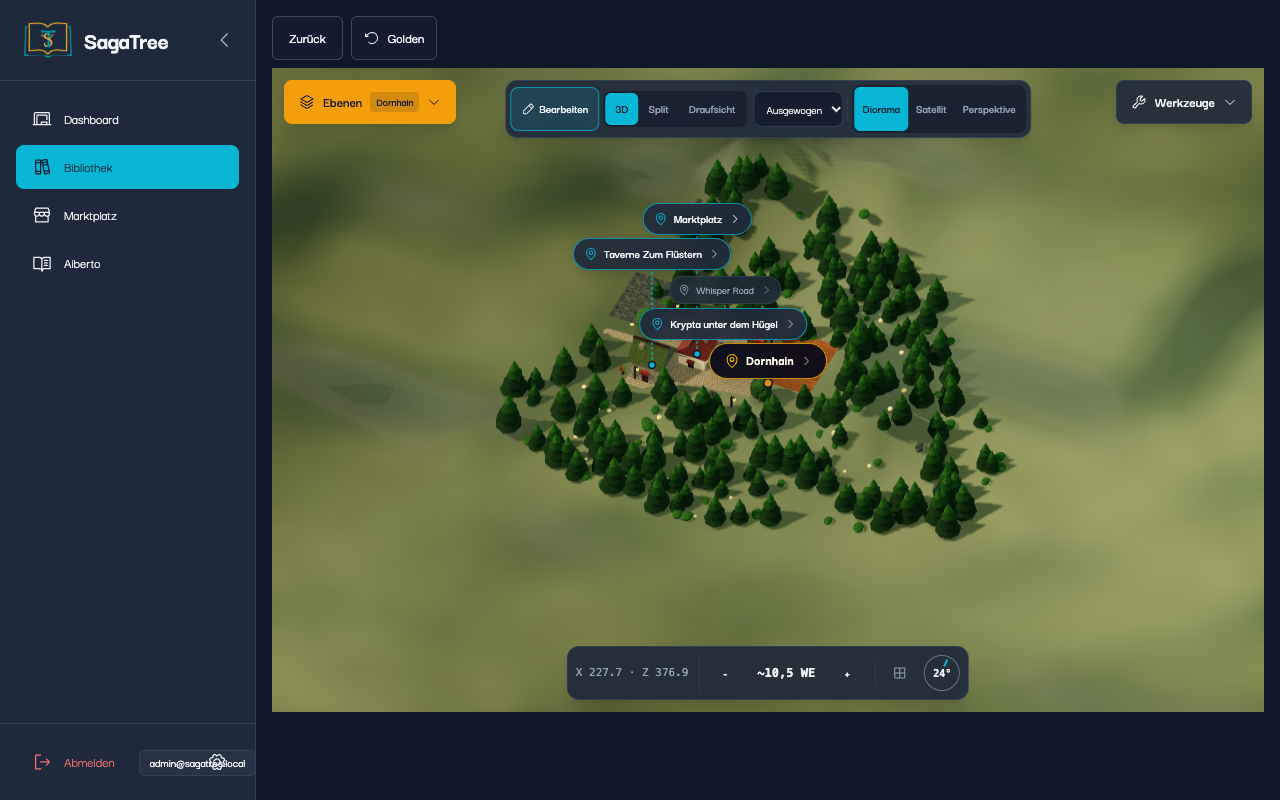 SagaTree
Zurück
Golden
Ebenen
Dornhain
Bearbeiten
3D
Split
Draufsicht
Ausgewogen
Diorama
Satellit
Perspektive
Werkzeuge
Dashboard
Bibliothek
Marktplatz
Aiberto
Marktplatz
Taverne Zum Flüstern
Whisper Road
Krypta unter dem Hügel
Dornhain
X 227.7 · Z 376.9
-
~10,5 WE
+
24°
Abmelden